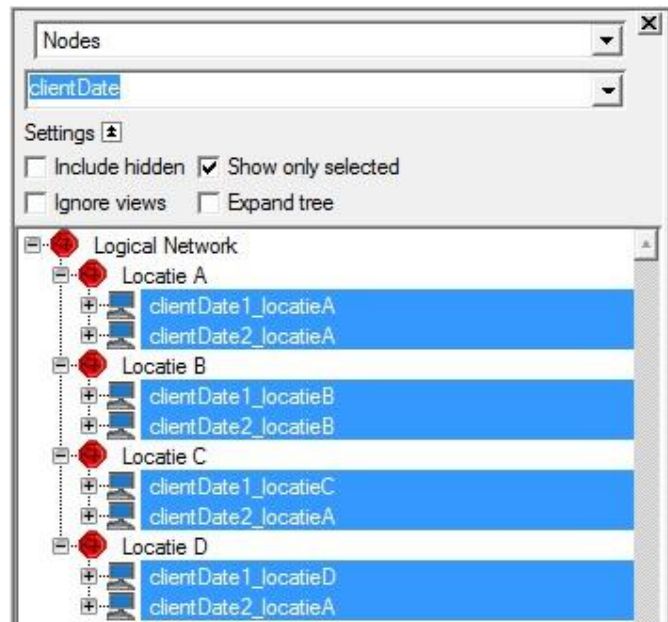 Nodes
clientDate
Settings
Include hidden Show only selected
Ignore views Expand tree
Logical Network
Locatie A
clientDate1_locatieA
clientDate2_locatieA
Locatie B
clientDate1_locatieB
clientDate2_locatieB
Locatie C
clientDate1_locatieC
clientDate2_locatieA
Locatie D
clientDate1_locatieD
clientDate2_locatieA